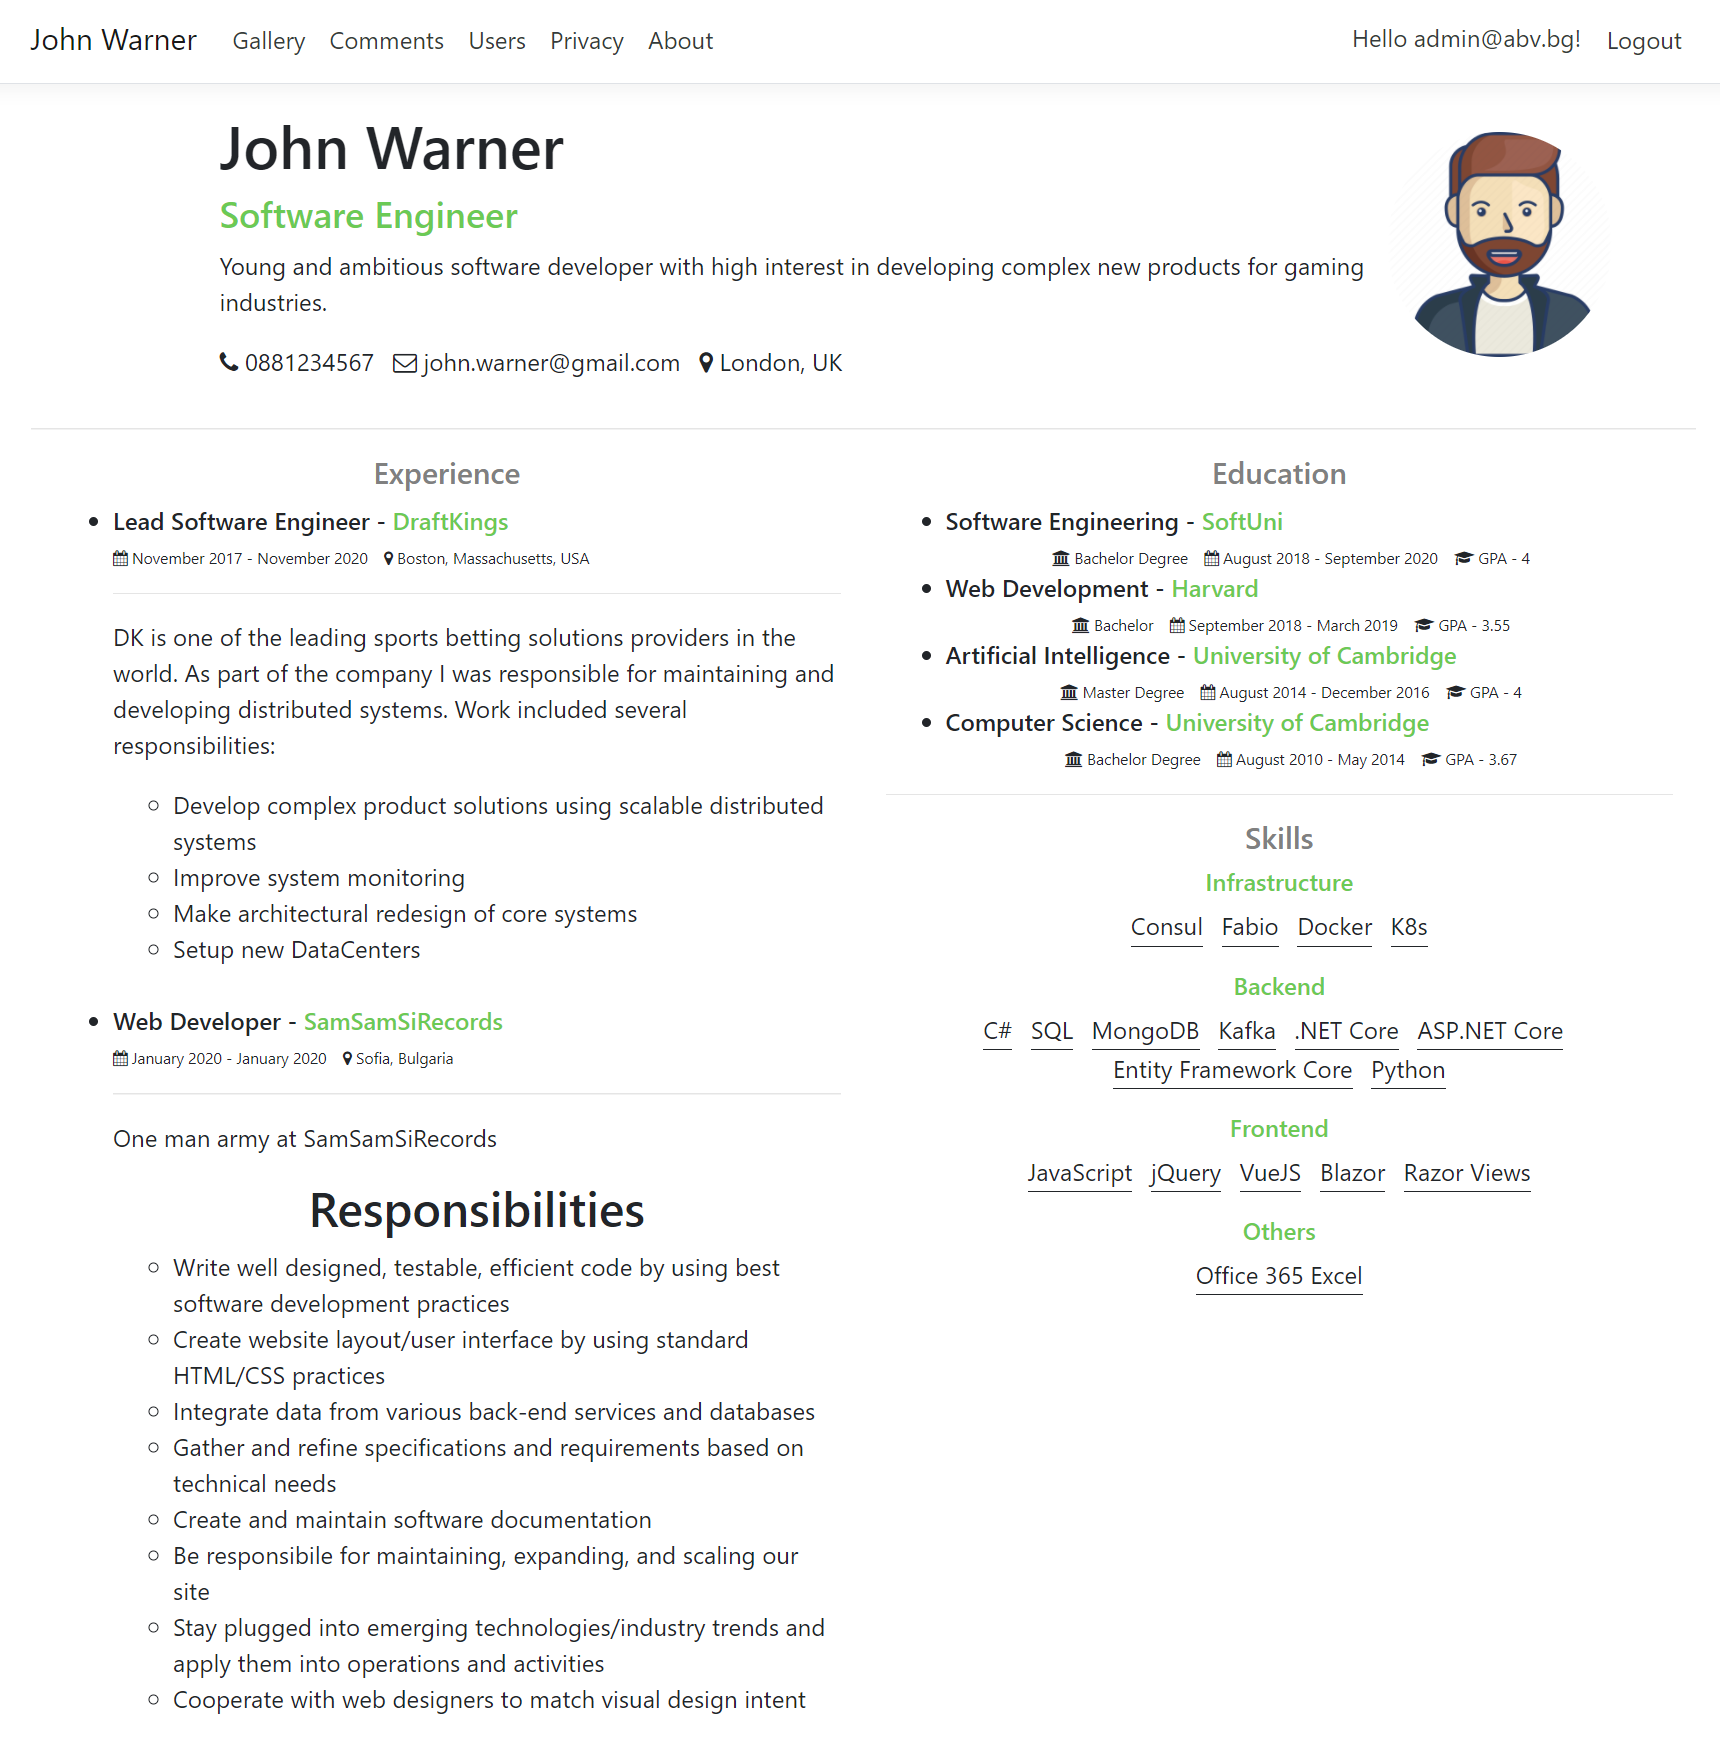 John Warner Gallery Comments Users Privacy About Hello admin@abv.bg! Logout
John Warner
Software Engineer
Young and ambitious software developer with high interest in developing complex new products for gaming
industries.
0881234567 john.warner@gmail.com London, UK
Experience
Lead Software Engineer - DraftKings
November 2017 - November 2020 Boston, Massachusetts, USA
DK is one of the leading sports betting solutions providers in the
world. As part of the company I was responsible for maintaining and
developing distributed systems. Work included several
responsibilities:
Develop complex product solutions using scalable distributed
systems
Improve system monitoring
Make architectural redesign of core systems
Setup new DataCenters
Web Developer - SamSamSiRecords
January 2020 - January 2020 Sofia, Bulgaria
One man army at SamSamSiRecords
Responsibilities
Write well designed, testable, efficient code by using best
software development practices
Create website layout/user interface by using standard
HTML/CSS practices
Integrate data from various back-end services and databases
Gather and refine specifications and requirements based on
technical needs
Create and maintain software documentation
Be responsibile for maintaining, expanding, and scaling our
site
Stay plugged into emerging technologies/industry trends and
apply them into operations and activities
Cooperate with web designers to match visual design intent
Education
Software Engineering - SoftUni
Bachelor Degree August 2018 - September 2020 GPA - 4
Web Development - Harvard
Bachelor September 2018 - March 2019 GPA - 3.55
Artificial Intelligence - University of Cambridge
Master Degree August 2014 - December 2016 GPA - 4
Computer Science - University of Cambridge
Bachelor Degree August 2010 - May 2014 GPA - 3.67
Skills
Infrastructure
Consul Fabio Docker K8s
Backend
C# SQL MongoDB Kafka .NET Core ASP.NET Core
Entity Framework Core Python
Frontend
JavaScript jQuery VueJS Blazor Razor Views
Others
Office 365 Excel